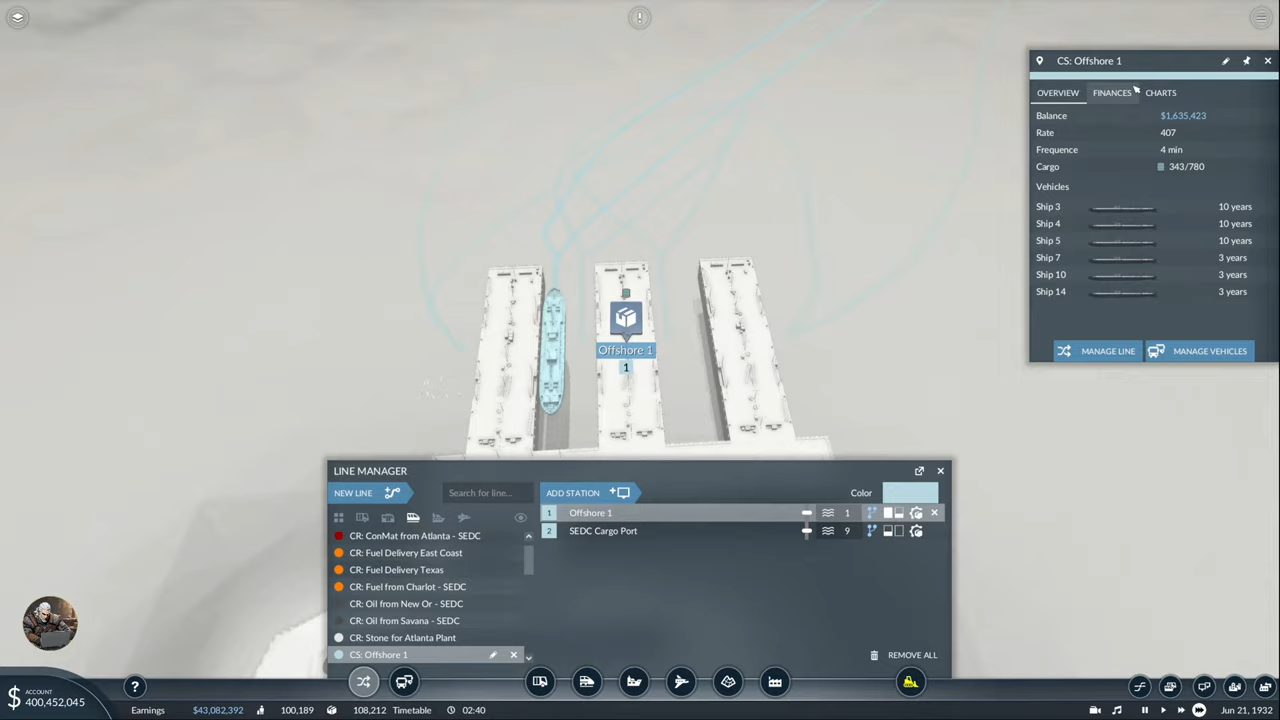 CS: Offshore 1
OVERVIEW FINANCES CHARTS
Balance $1,635,423
Rate 407
Frequence 4 min
Cargo 343/780
Vehicles
Ship 3 10 years
Ship 4 10 years
Ship 5 10 years
Ship 7 3 years
Ship 10 3 years
Ship 14 3 years
MANAGE LINE MANAGE VEHICLES
Offshore 1
1
LINE MANAGER
NEW LINE Search for line... ADD STATION Color
1 Offshore 1 1
2 SEDC Cargo Port 9
CR: ConMat from Atlanta - SEDC
CR: Fuel Delivery East Coast
CR: Fuel Delivery Texas
CR: Fuel from Charlot - SEDC
CR: Oil from New Or - SEDC
CR: Oil from Savana - SEDC
CR: Stone for Atlanta Plant
CS: Offshore 1
REMOVE ALL
$ ACCOUNT
400,452,045
?
Earnings $43,082,392 100,189 108,212 Timetable 02:40 Jun 21, 1932